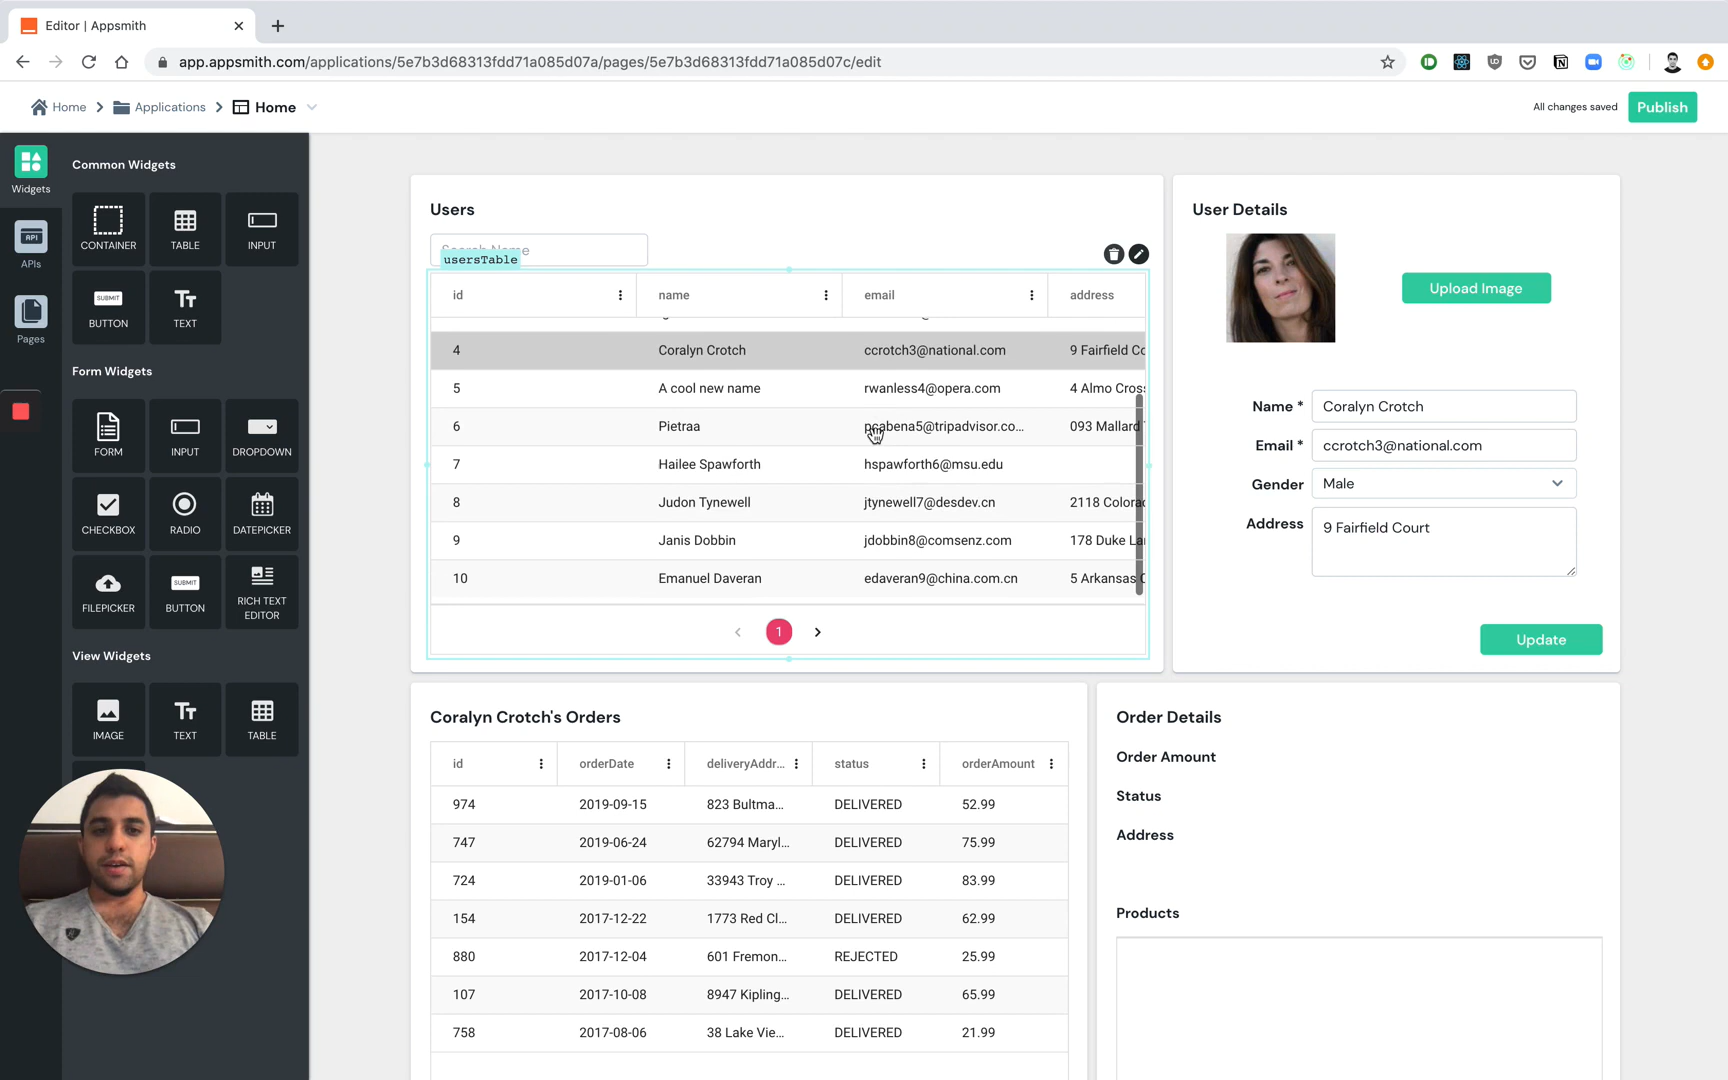 Editor | Appsmith
app.appsmith.com/applications/5e7b3d68313fdd71a085d07a/pages/5e7b3d68313fdd71a085d07c/edit
Home
Applications
Home
All changes saved
Publish
Widgets
APIs
Pages
Common Widgets
CONTAINER
TABLE
INPUT
SUBMIT
BUTTON
TEXT
Form Widgets
FORM
INPUT
DROPDOWN
CHECKBOX
RADIO
DATEPICKER
FILEPICKER
SUBMIT
BUTTON
RICH TEXT
EDITOR
View Widgets
IMAGE
TEXT
TABLE
Users
Search Name
usersTable
id name email address
4 Coralyn Crotch ccrotch3@national.com 9 Fairfield Co
5 A cool new name rwanless4@opera.com 4 Almo Cros
6 Pietraa pcabena5@tripadvisor.co... 093 Mallard
7 Hailee Spawforth hspawforth6@msu.edu
8 Judon Tynewell jtynewell7@desdev.cn 2118 Colora
9 Janis Dobbin jdobbin8@comsenz.com 178 Duke La
10 Emanuel Daveran edaveran9@china.com.cn 5 Arkansas
1
User Details
Upload Image
Name * Coralyn Crotch
Email * ccrotch3@national.com
Gender Male
Address 9 Fairfield Court
Update
Coralyn Crotch's Orders
id orderDate deliveryAddr... status orderAmount
974 2019-09-15 823 Bultma... DELIVERED 52.99
747 2019-06-24 62794 Maryl... DELIVERED 75.99
724 2019-01-06 33943 Troy ... DELIVERED 83.99
154 2017-12-22 1773 Red Cl... DELIVERED 62.99
880 2017-12-04 601 Fremon... REJECTED 25.99
107 2017-10-08 8947 Kipling... DELIVERED 65.99
758 2017-08-06 38 Lake Vie... DELIVERED 21.99
Order Details
Order Amount
Status
Address
Products